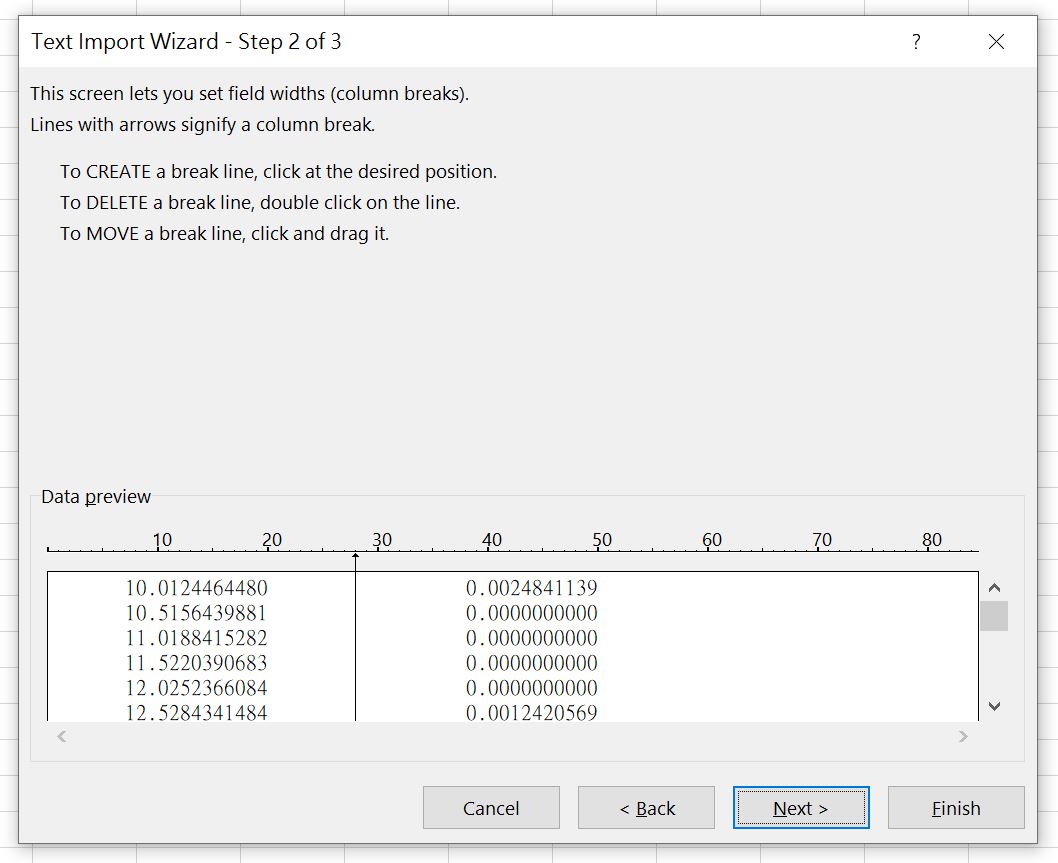 Text Import Wizard - Step 2 of 3 ?
This screen lets you set field widths (column breaks).
Lines with arrows signify a column break.
To CREATE a break line, click at the desired position.
To DELETE a break line, double click on the line.
To MOVE a break line, click and drag it.
Data preview
10 20 30 40 50 60 70 80
10.0124464480 0.0024841139
10.5156439881 0.0000000000
11.0188415282 0.0000000000
11.5220390683 0.0000000000
12.0252366084 0.0000000000
12.5284341484 0.0012420569
Cancel < Back Next > Finish